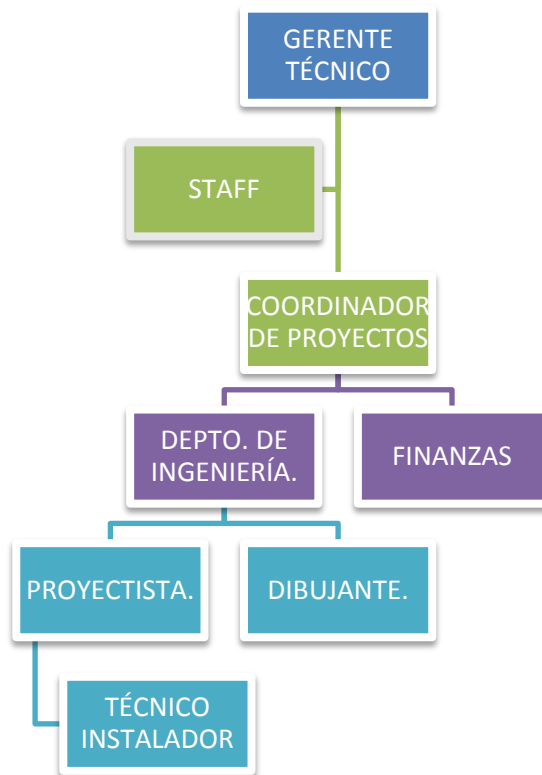 GERENTE
TÉCNICO
STAFF
COORDINADOR
DE PROYECTOS
DEPTO. DE
INGENIERÍA.
FINANZAS
PROYECTISTA.
DIBUJANTE.
TÉCNICO
INSTALADOR